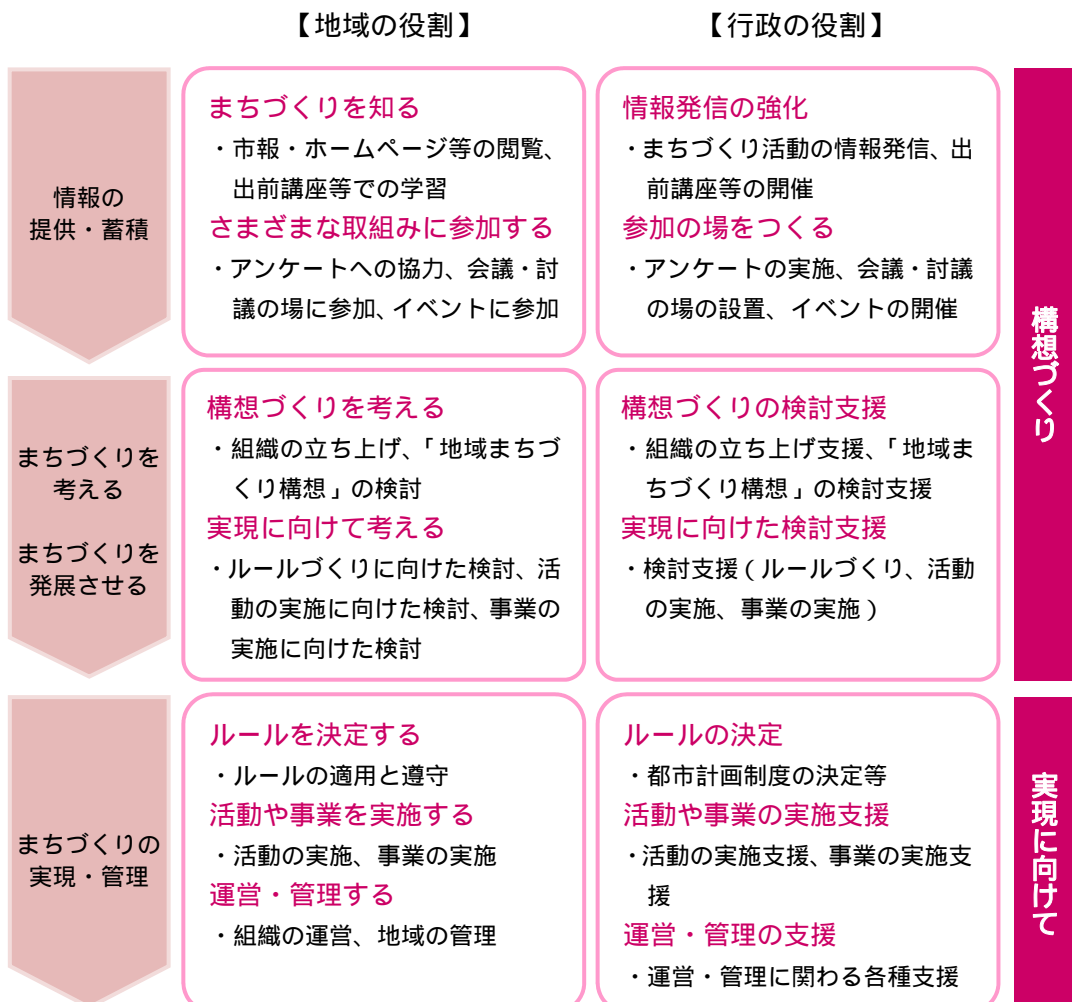 【地域の役割】
【行政の役割】
情報の
提供・蓄積
まちづくりを知る
・市報・ホームページ等の閲覧、
出前講座等での学習
さまざまな取組みに参加する
・アンケートへの協力、会議・討
議の場に参加、イベントに参加
情報発信の強化
・まちづくり活動の情報発信、出
前講座等の開催
参加の場をつくる
・アンケートの実施、会議・討議
の場の設置、イベントの開催
構想づくり
まちづくりを
考える
まちづくりを
発展させる
構想づくりを考える
・組織の立ち上げ、「地域まちづ
くり構想」の検討
実現に向けて考える
・ルールづくりに向けた検討、活
動の実施に向けた検討、事業の
実施に向けた検討
構想づくりの検討支援
・組織の立ち上げ支援、「地域ま
ちづくり構想」の検討支援
実現に向けた検討支援
・検討支援(ルールづくり、活動
の実施、事業の実施)
まちづくりの
実現・管理
ルールを決定する
・ルールの適用と遵守
活動や事業を実施する
・活動の実施、事業の実施
運営・管理する
・組織の運営、地域の管理
ルールの決定
・都市計画制度の決定等
活動や事業の実施支援
・活動の実施支援、事業の実施支
援
運営・管理の支援
・運営・管理に関わる各種支援
実現に向けて